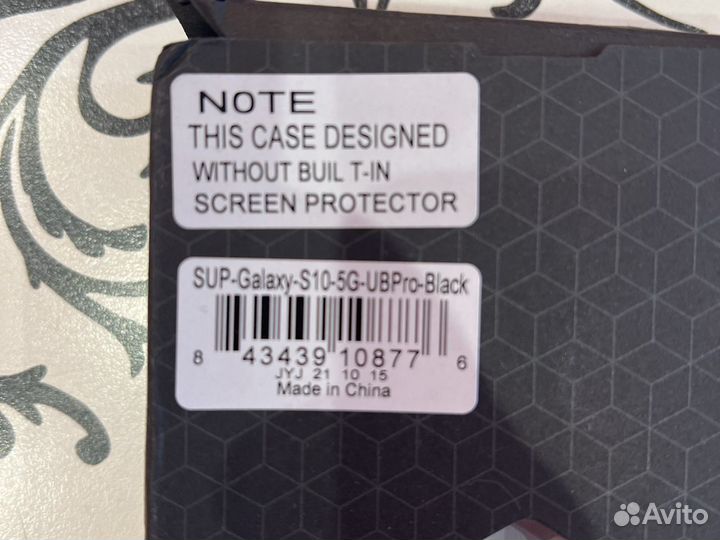 NOTE
THIS CASE DESIGNED
WITHOUT BUIL T-IN
SCREEN PROTECTOR
SUP-Galaxy-S10-5G-UBPro-Black
8 43439 10877 6
JYJ 21 10 15
Made in China
Avito